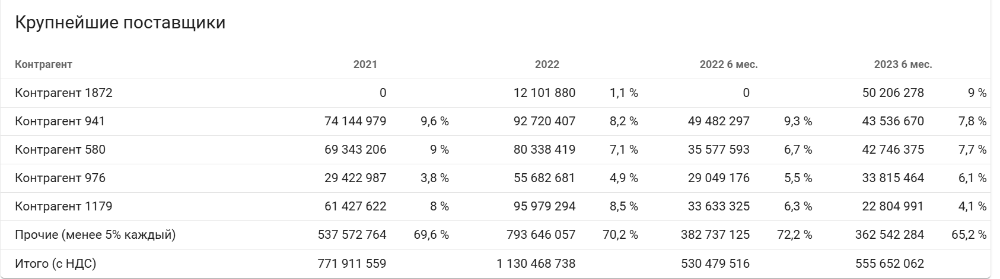 Крупнейшие поставщики
Контрагент 2021 2022 2022 6 мес. 2023 6 мес.
Контрагент 1872 0 12 101 880 1,1 % 0 50 206 278 9 %
Контрагент 941 74 144 979 9,6 % 92 720 407 8,2 % 49 482 297 9,3 % 43 536 670 7,8 %
Контрагент 580 69 343 206 9 % 80 338 419 7,1 % 35 577 593 6,7 % 42 746 375 7,7 %
Контрагент 976 29 422 987 3,8 % 55 682 681 4,9 % 29 049 176 5,5 % 33 815 464 6,1 %
Контрагент 1179 61 427 622 8 % 95 979 294 8,5 % 33 633 325 6,3 % 22 804 991 4,1 %
Прочие (менее 5% каждый) 537 572 764 69,6 % 793 646 057 70,2 % 382 737 125 72,2 % 362 542 284 65,2 %
Итого (с НДС) 771 911 559 1 130 468 738 530 479 516 555 652 062